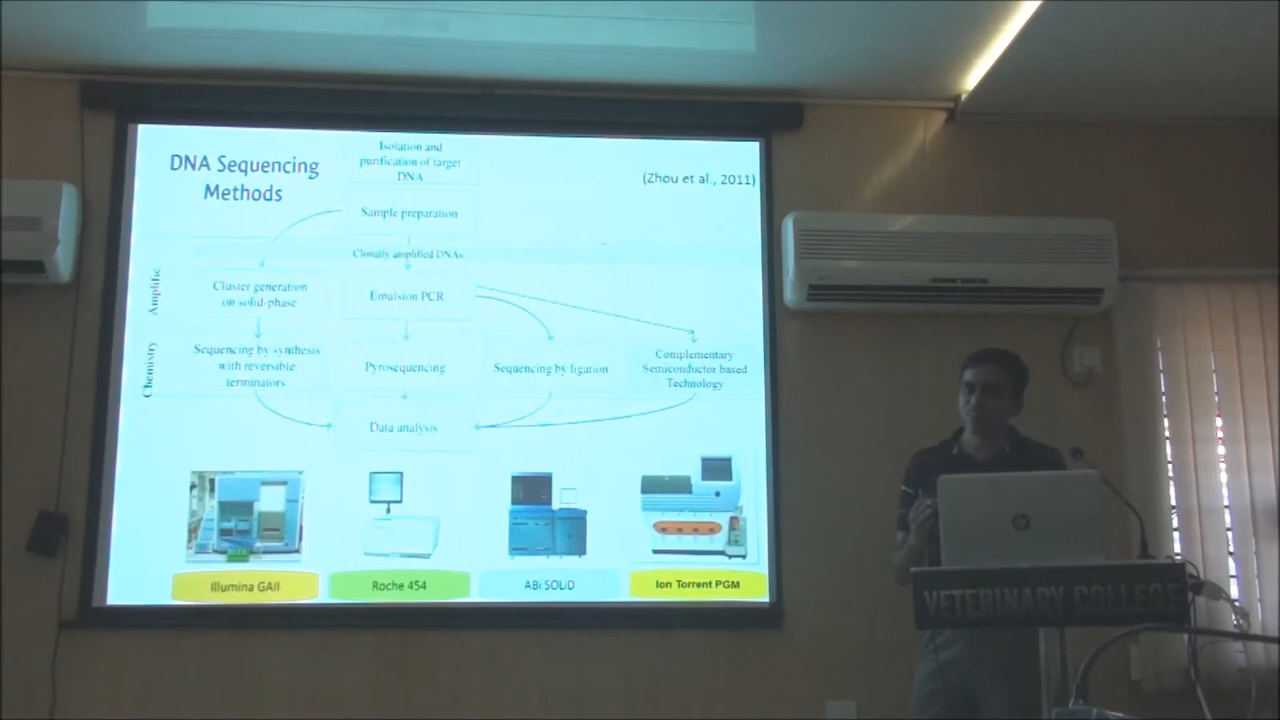 DNA Sequencing
Methods
Isolation and
purification of target
DNA
(Zhou et al., 2011)
Sample preparation
Clonally amplified DNAs
Amplific
Cluster generation
on solid-phase
Emulsion PCR
Chemistry
Sequencing by synthesis
with reversible
terminators
Pyrosequencing
Sequencing by ligation
Complementary
Semiconductor based
Technology
Data analysis
Illumina GAII
Roche 454
ABi SOLiD
Ion Torrent PGM
hp
VETERINARY COLLEGE